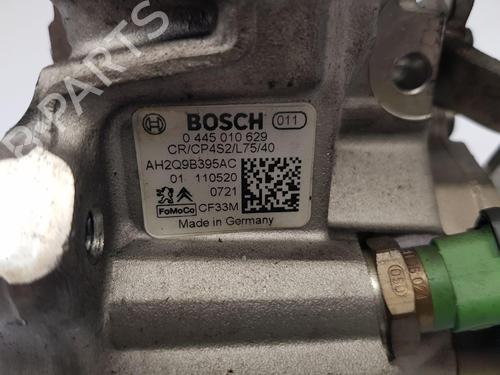 BOSCH 011
0 445 010 629
CR/CP4S2/L75/40
AH2Q9B395AC
01 110520
0721
FoMoCo CF33M
Made in Germany
B-PARTS